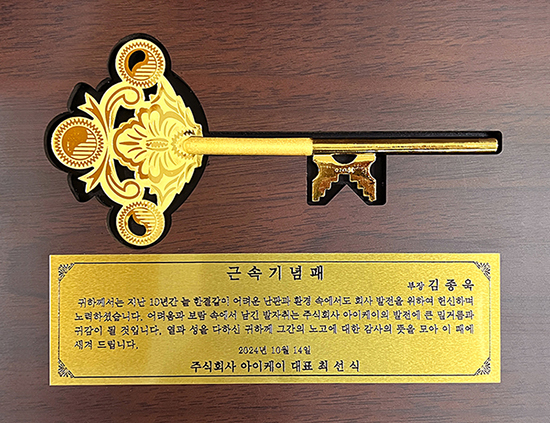 근속기념패
부장 김종욱
귀하께서는 지난 10년간 늘 한결같이 어려운 난관과 환경 속에서도 회사 발전을 위하여 헌신하며
노력하셨습니다. 어려움과 보람 속에서 남긴 발자취는 주식회사 아이케이의 발전에 큰 밑거름과
귀감이 될 것입니다. 열과 성을 다하신 귀하께 그간의 노고에 대한 감사의 뜻을 모아 이 패에
새겨 드립니다.
2024년 10월 14일
주식회사 아이케이 대표 최선식